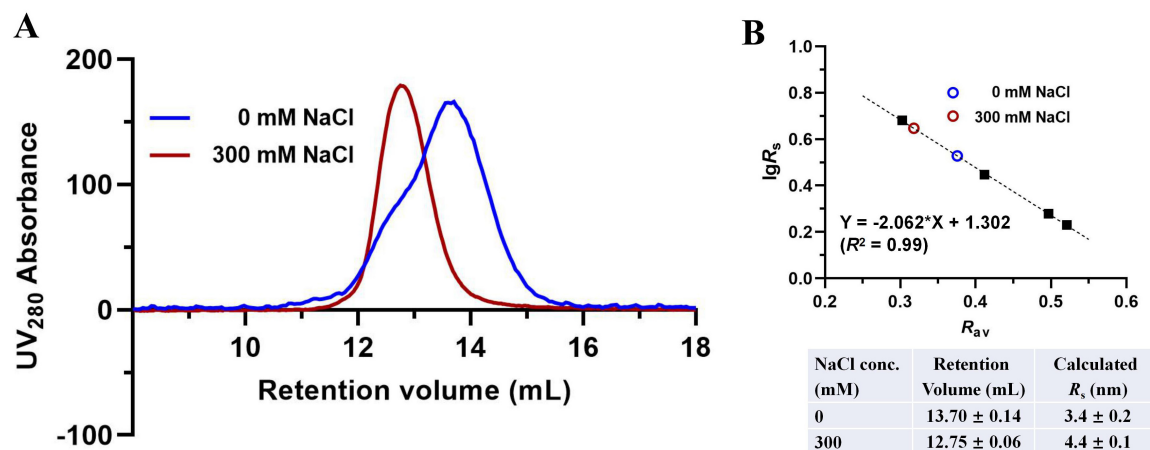 A
UV280 Absorbance
200
100
0
-100
0 mM NaCl
300 mM NaCl
10 12 14 16 18
Retention volume (mL)
B
lgRs
1.0
0.8
0.6
0.4
0.2
0.0
0 mM NaCl
300 mM NaCl
Y = -2.062*X + 1.302
(R² = 0.99)
0.2 0.3 0.4 0.5 0.6
Rav
NaCl conc. (mM) Retention Volume (mL) Calculated Rs (nm)
0 13.70 ± 0.14 3.4 ± 0.2
300 12.75 ± 0.06 4.4 ± 0.1